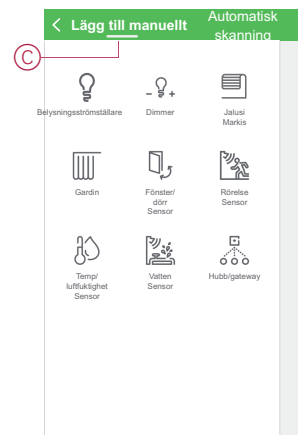 Lägg till manuellt
Automatisk
skanning
C
Belysningsströmställare
Dimmer
Jalusi
Markis
Gardin
Fönster/
dörr
Sensor
Rörelse
Sensor
Temp/
luftfuktighet
Sensor
Vatten
Sensor
Hubb/gateway